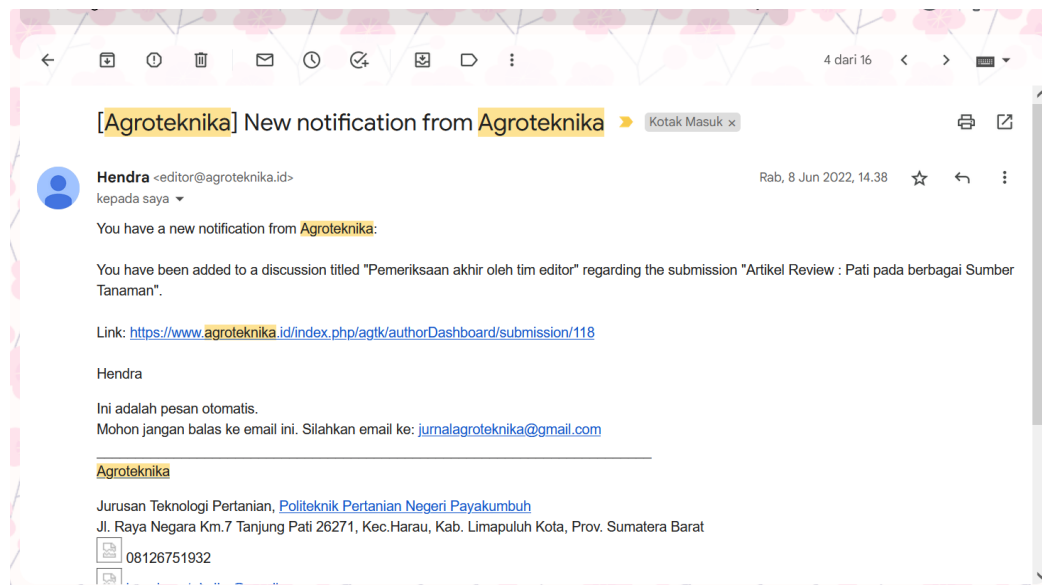 4 dari 16
[Agroteknika] New notification from Agroteknika Kotak Masuk ×
Hendra <editor@agroteknika.id> Rab, 8 Jun 2022, 14.38
kepada saya
You have a new notification from Agroteknika:
You have been added to a discussion titled "Pemeriksaan akhir oleh tim editor" regarding the submission "Artikel Review : Pati pada berbagai Sumber
Tanaman".
Link: https://www.agroteknika.id/index.php/agtk/authorDashboard/submission/118
Hendra
Ini adalah pesan otomatis.
Mohon jangan balas ke email ini. Silahkan email ke: jurnalagroteknika@gmail.com
Agroteknika
Jurusan Teknologi Pertanian, Politeknik Pertanian Negeri Payakumbuh
Jl. Raya Negara Km.7 Tanjung Pati 26271, Kec.Harau, Kab. Limapuluh Kota, Prov. Sumatera Barat
08126751932